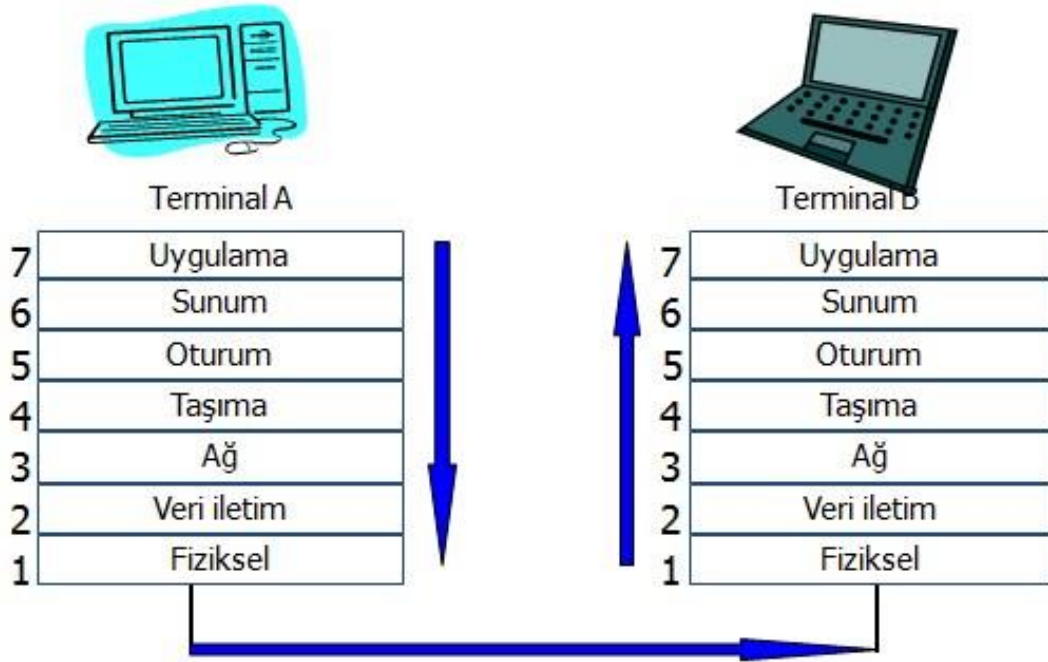 Terminal A
7 Uygulama
6 Sunum
5 Oturum
4 Taşıma
3 Ağ
2 Veri iletim
1 Fiziksel
Terminal B
7 Uygulama
6 Sunum
5 Oturum
4 Taşıma
3 Ağ
2 Veri iletim
1 Fiziksel